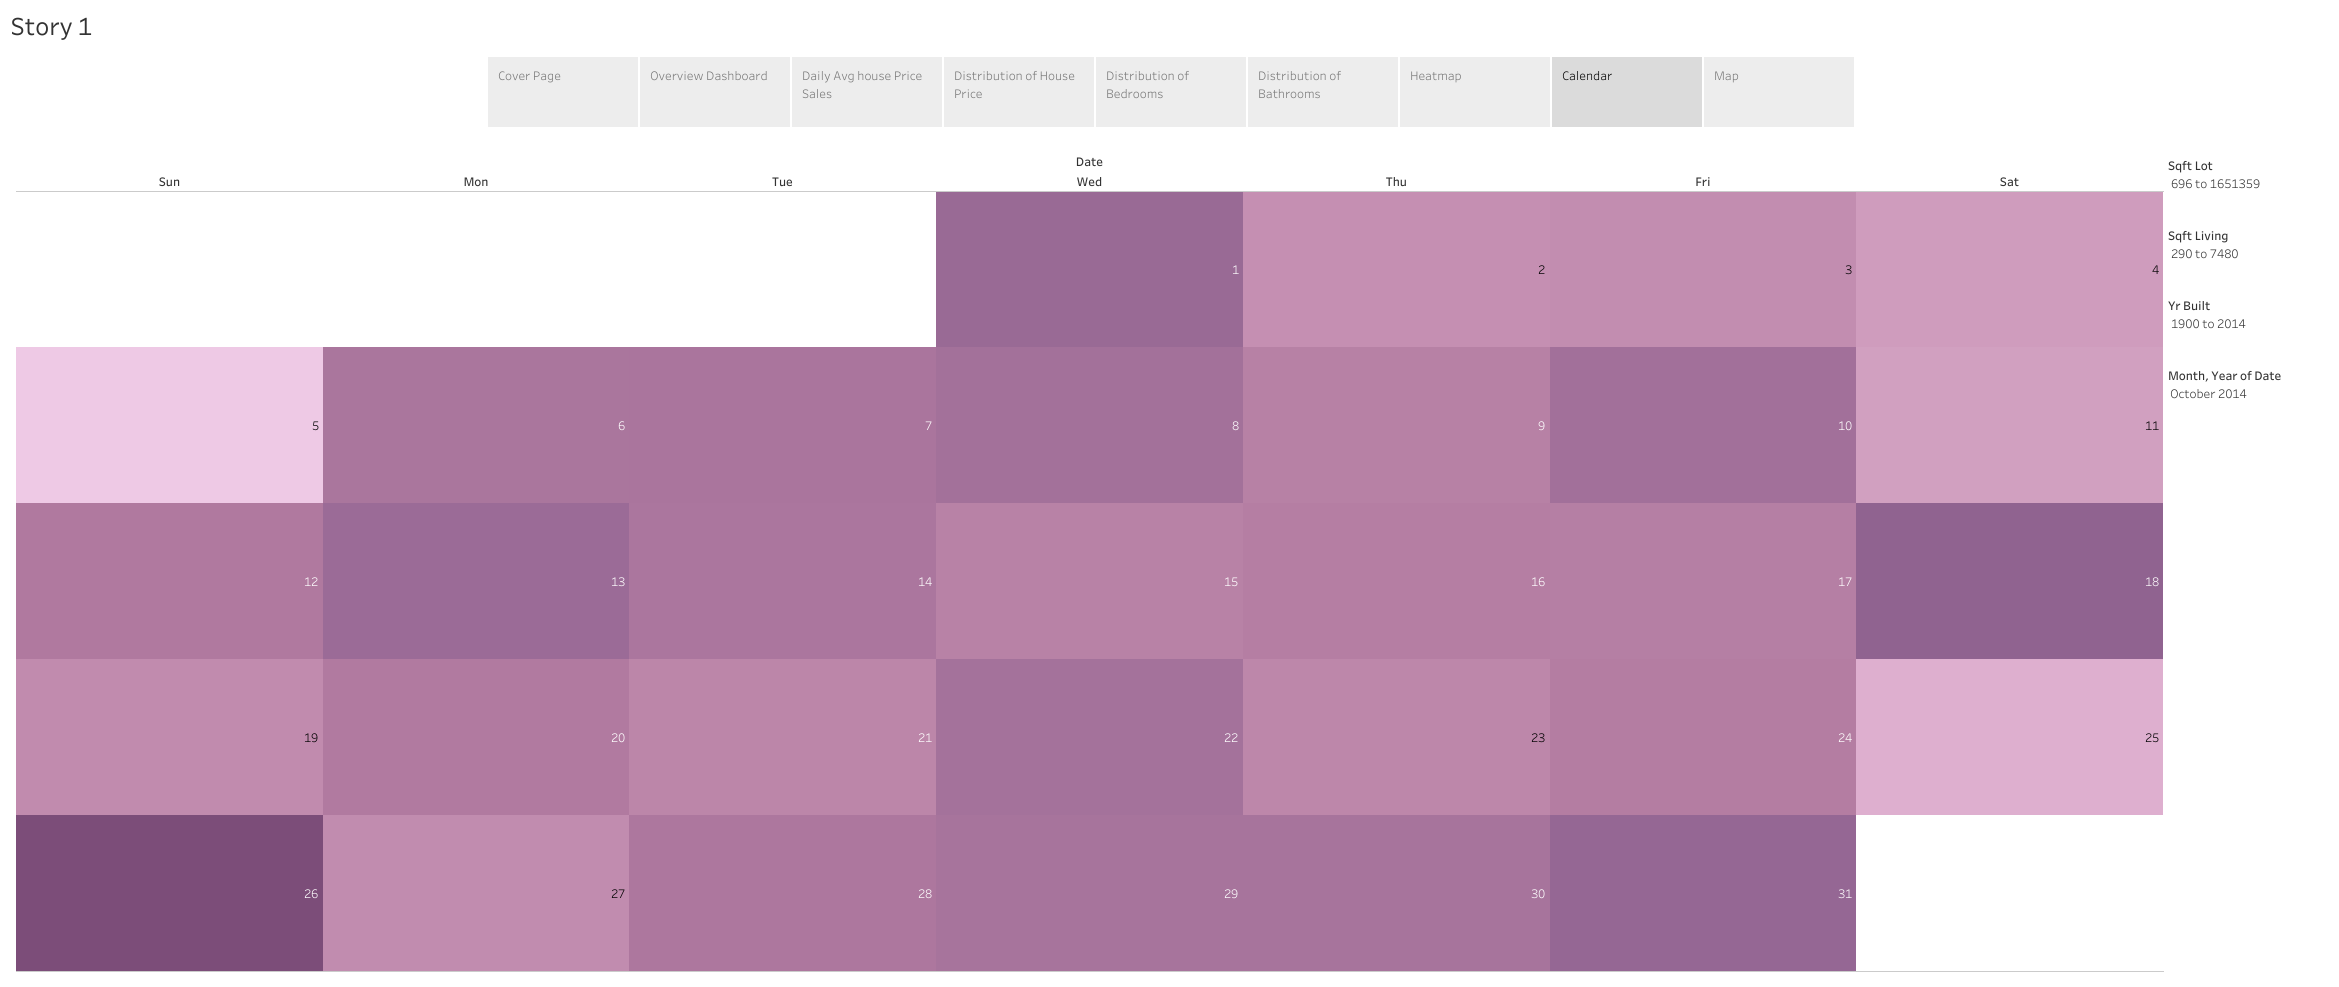 Story 1
Cover Page
Overview Dashboard
Daily Avg house Price
Sales
Distribution of House
Price
Distribution of
Bedrooms
Distribution of
Bathrooms
Heatmap
Calendar
Map
Date
Sun Mon Tue Wed Thu Fri Sat
1 2 3 4
5 6 7 8 9 10 11
12 13 14 15 16 17 18
19 20 21 22 23 24 25
26 27 28 29 30 31
Sqft Lot
696 to 1651359
Sqft Living
290 to 7480
Yr Built
1900 to 2014
Month, Year of Date
October 2014